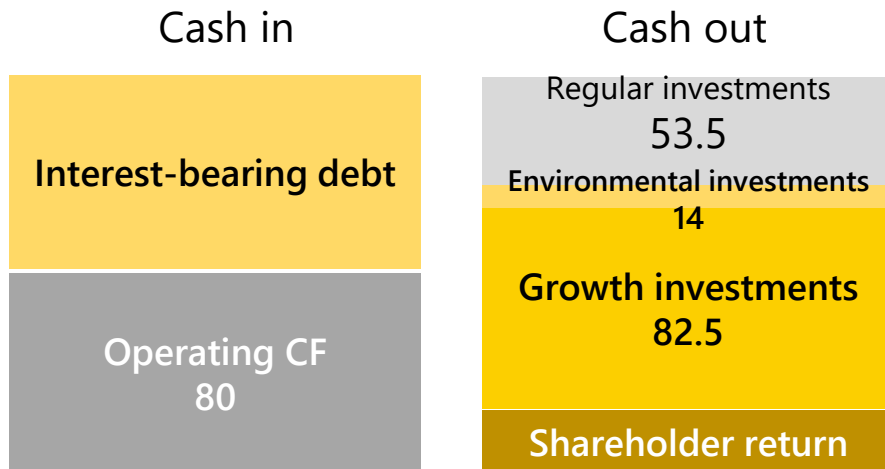 Cash in
Interest-bearing debt
Operating CF
80
Cash out
Regular investments
53.5
Environmental investments
14
Growth investments
82.5
Shareholder return